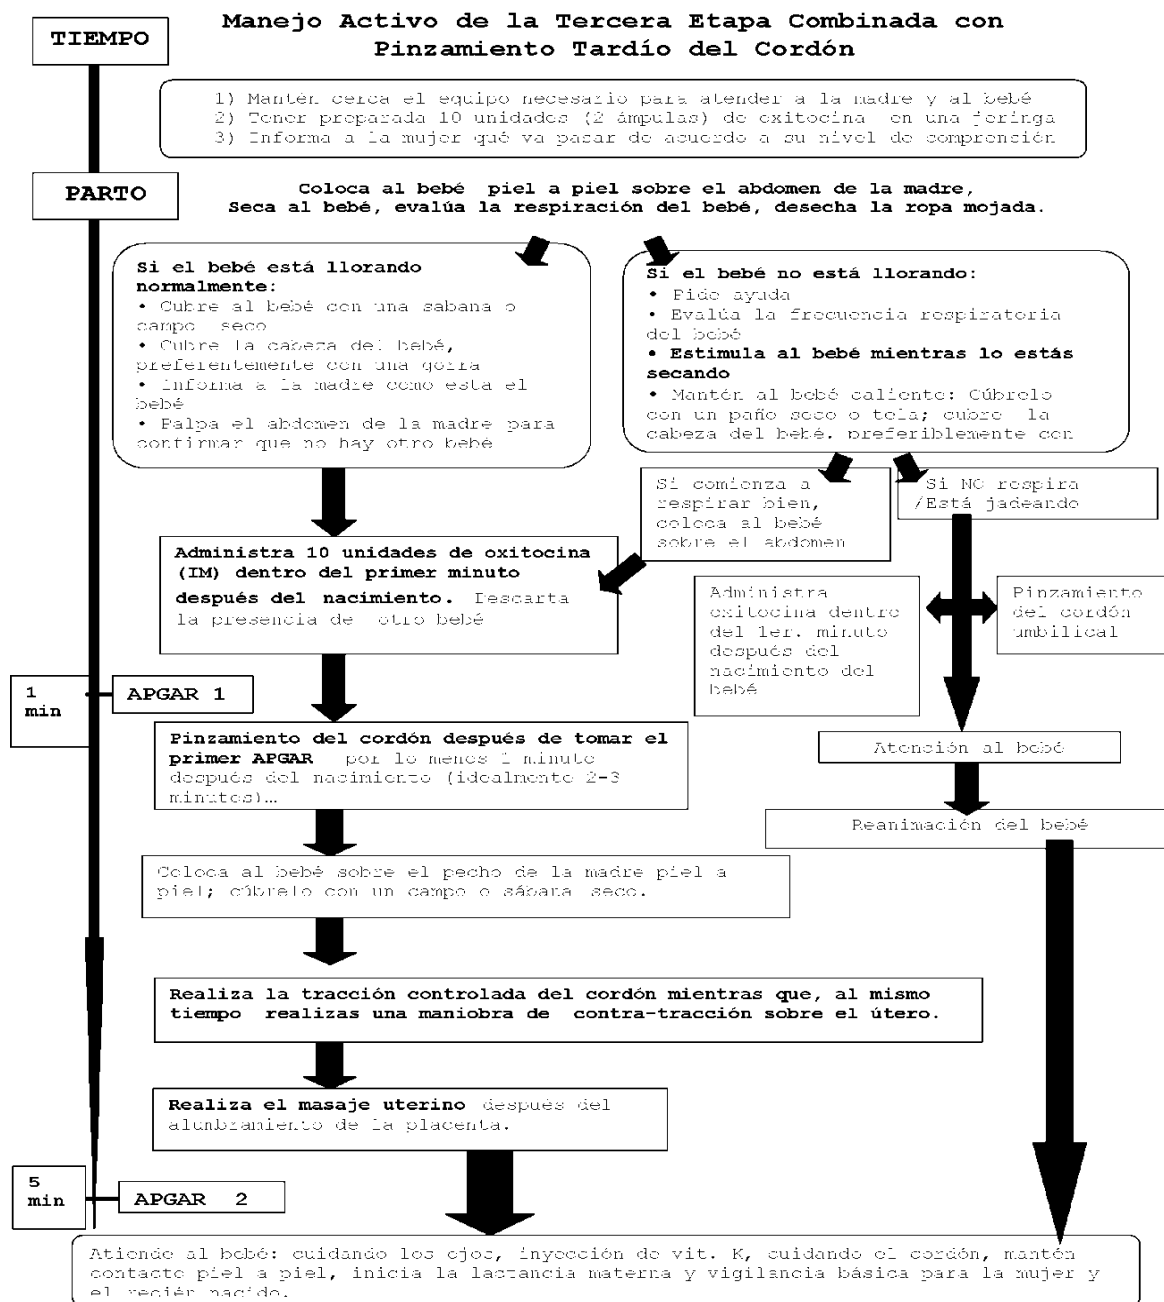 TIEMPO
Manejo Activo de la Tercera Etapa Combinada con
Pinzamiento Tardío del Cordón
1) Mantén cerca el equipo necesario para atender a la madre y al bebé
2) Tener preparada 10 unidades (2 ámpulas) de oxitocina en una jeringa
3) Informa a la mujer qué va pasar de acuerdo a su nivel de comprensión
PARTO
Coloca al bebé piel a piel sobre el abdomen de la madre,
Seca al bebé, evalúa la respiración del bebé, desecha la ropa mojada.
Si el bebé está llorando
normalmente:
• Cubre al bebé con una sabana o
campo seco
• Cubre la cabeza del bebé,
preferentemente con una gorra
• Informa a la madre como esta el
bebé
• Palpa el abdomen de la madre para
confirmar que no hay otro bebé
Si el bebé no está llorando:
• Pide ayuda
• Evalúa la frecuencia respiratoria
del bebé
• Estimula al bebé mientras lo estás
secando
• Mantén al bebé caliente: Cúbrelo
con un paño seco o tela; cubre la
cabeza del bebé, preferiblemente con
Si comienza a
respirar bien,
coloca al bebé
sobre el abdomen
Si NO respira
/Está jadeando
Administra 10 unidades de oxitocina
(IM) dentro del primer minuto
después del nacimiento. Descarta
la presencia de otro bebé
Administra
oxitocina dentro
del 1er. minuto
después del
nacimiento del
bebé
Pinzamiento
del cordón
umbilical
1
min
APGAR 1
Pinzamiento del cordón después de tomar el
primer APGAR por lo menos 1 minuto
después del nacimiento (idealmente 2-3
minutos)…
Atención al bebé
Reanimación del bebé
Coloca al bebé sobre el pecho de la madre piel a
piel; cúbrelo con un campo o sábana seco.
Realiza la tracción controlada del cordón mientras que, al mismo
tiempo realizas una maniobra de contra-tracción sobre el útero.
Realiza el masaje uterino después del
alumbramiento de la placenta.
5
min
APGAR 2
Atiende al bebé: cuidando los ojos, inyección de vit. K, cuidando el cordón, mantén
contacto piel a piel, inicia la lactancia materna y vigilancia básica para la mujer y
el recién nacido.